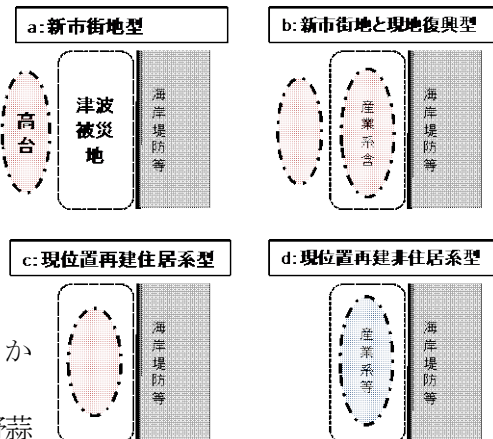 a:新市街地型
高台
津波被災地
海岸堤防等
b:新市街地と現地復興型
産業系含
海岸堤防等
c:現位置再建住居系型
海岸堤防等
d:現位置再建非住居系型
産業系等
海岸堤防等
か
野蒜